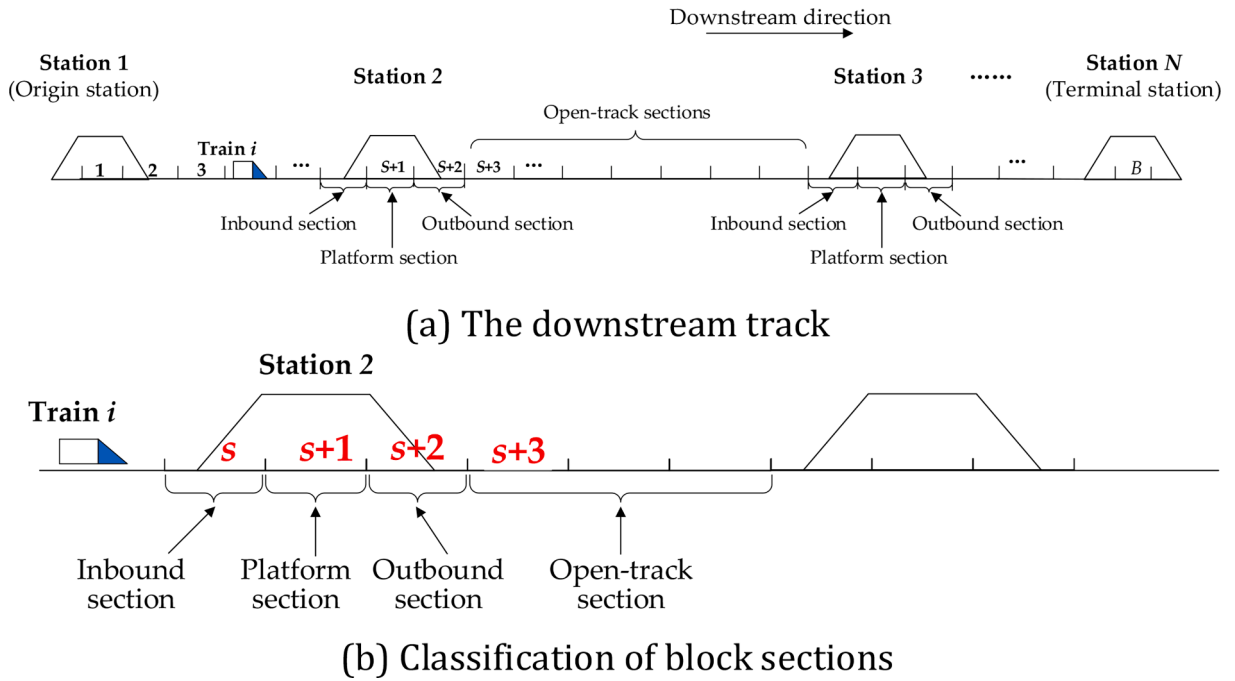 Downstream direction
Station 1
(Origin station)
Station 2
Station 3
......
Station N
(Terminal station)
Open-track sections
1
2
3
Train i
...
S+1
S+2
S+3
...
...
B
Inbound section
Outbound section
Platform section
Inbound section
Outbound section
Platform section
(a) The downstream track
Station 2
Train i
s
s+1
s+2
s+3
Inbound
section
Platform
section
Outbound
section
Open-track
section
(b) Classification of block sections